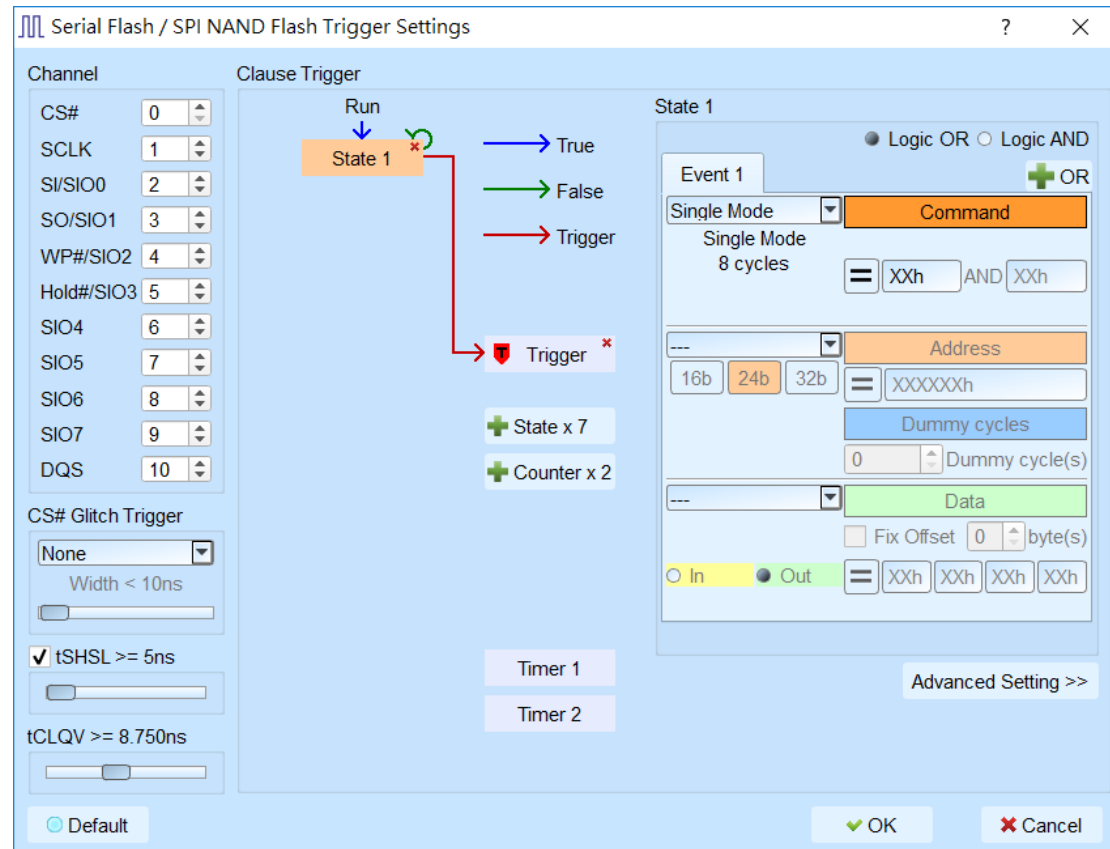 Serial Flash / SPI NAND Flash Trigger Settings ?
Channel
CS# 0
SCLK 1
SI/SIO0 2
SO/SIO1 3
WP#/SIO2 4
Hold#/SIO3 5
SIO4 6
SIO5 7
SIO6 8
SIO7 9
DQS 10
CS# Glitch Trigger
None
Width < 10ns
tSHSL >= 5ns
tCLQV >= 8.750ns
Default
Clause Trigger
Run
State 1
True
False
Trigger
T Trigger
State x 7
Counter x 2
Timer 1
Timer 2
State 1
Logic OR Logic AND
Event 1
OR
Single Mode Command
Single Mode
8 cycles
= XXh AND XXh
--- Address
16b 24b 32b = XXXXXXh
Dummy cycles
0 Dummy cycle(s)
--- Data
Fix Offset 0 byte(s)
In Out = XXh XXh XXh XXh
Advanced Setting >>
OK Cancel